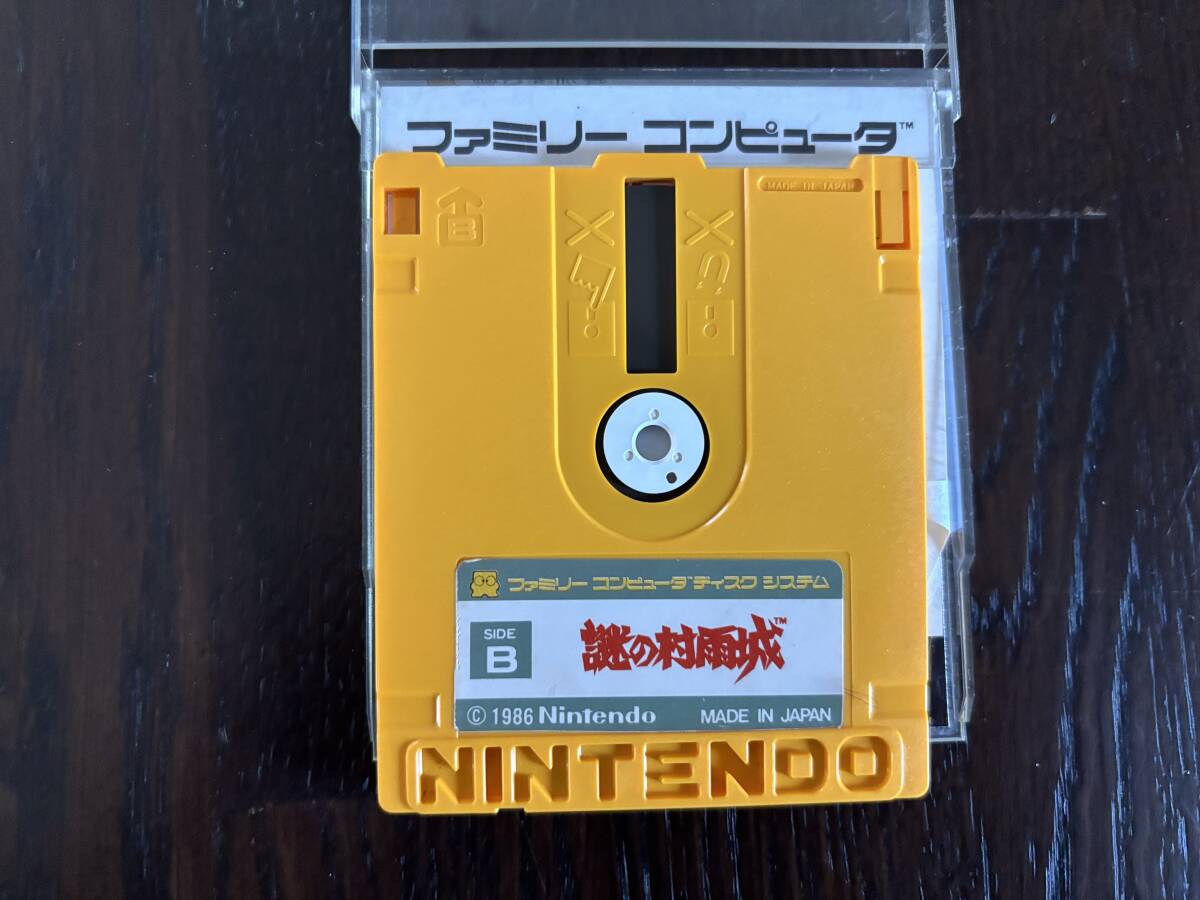 ファミリー コンピュータ™
MADE IN JAPAN
B
ファミリー コンピュータ™ディスク システム
SIDE
B
謎の村雨城™
© 1986 Nintendo MADE IN JAPAN
NINTENDO